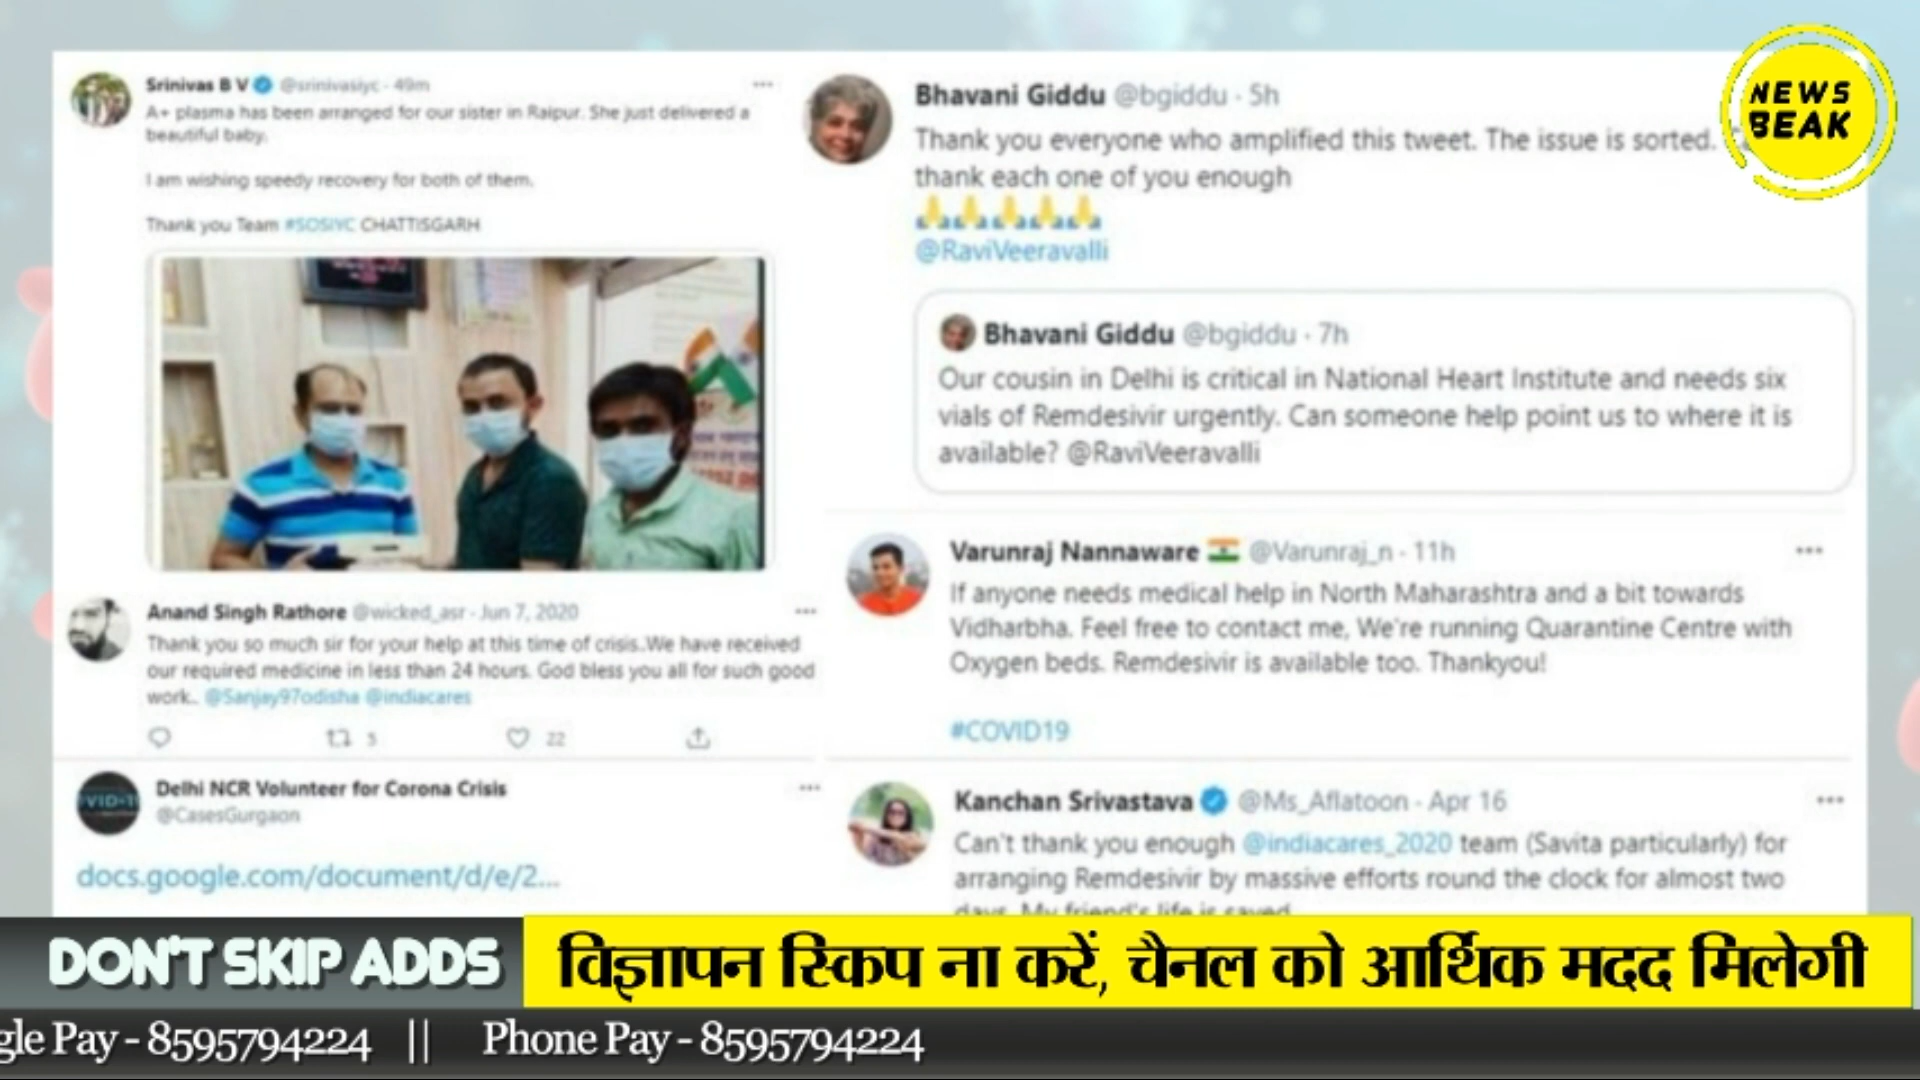 Srinivas B V @srinivasiyc · 49m
A+ plasma has been arranged for our sister in Raipur. She just delivered a
beautiful baby.
I am wishing speedy recovery for both of them.
Thank you Team #SOSIYC CHATTISGARH
Anand Singh Rathore @wicked_asr · Jun 7, 2020
Thank you so much sir for your help at this time of crisis..We have received
our required medicine in less than 24 hours. God bless you all for such good
work.. @Sanjay97odisha @indiacares
5 22
VID-1
Delhi NCR Volunteer for Corona Crisis
@CasesGurgaon
docs.google.com/document/d/e/2...
Bhavani Giddu @bgiddu · 5h
Thank you everyone who amplified this tweet. The issue is sorted.
thank each one of you enough
🙏🙏🙏🙏🙏
@RaviVeeravalli
Bhavani Giddu @bgiddu · 7h
Our cousin in Delhi is critical in National Heart Institute and needs six
vials of Remdesivir urgently. Can someone help point us to where it is
available? @RaviVeeravalli
Varunraj Nannaware 🇮🇳 @Varunraj_n · 11h
If anyone needs medical help in North Maharashtra and a bit towards
Vidharbha. Feel free to contact me, We're running Quarantine Centre with
Oxygen beds. Remdesivir is available too. Thankyou!
#COVID19
Kanchan Srivastava @Ms_Aflatoon · Apr 16
Can't thank you enough @indiacares_2020 team (Savita particularly) for
arranging Remdesivir by massive efforts round the clock for almost two
days. My friend's life is saved
NEWS
BEAK
DON'T SKIP ADDS
विज्ञापन स्किप ना करें, चैनल को आर्थिक मदद मिलेगी
gle Pay - 8595794224 || Phone Pay - 8595794224